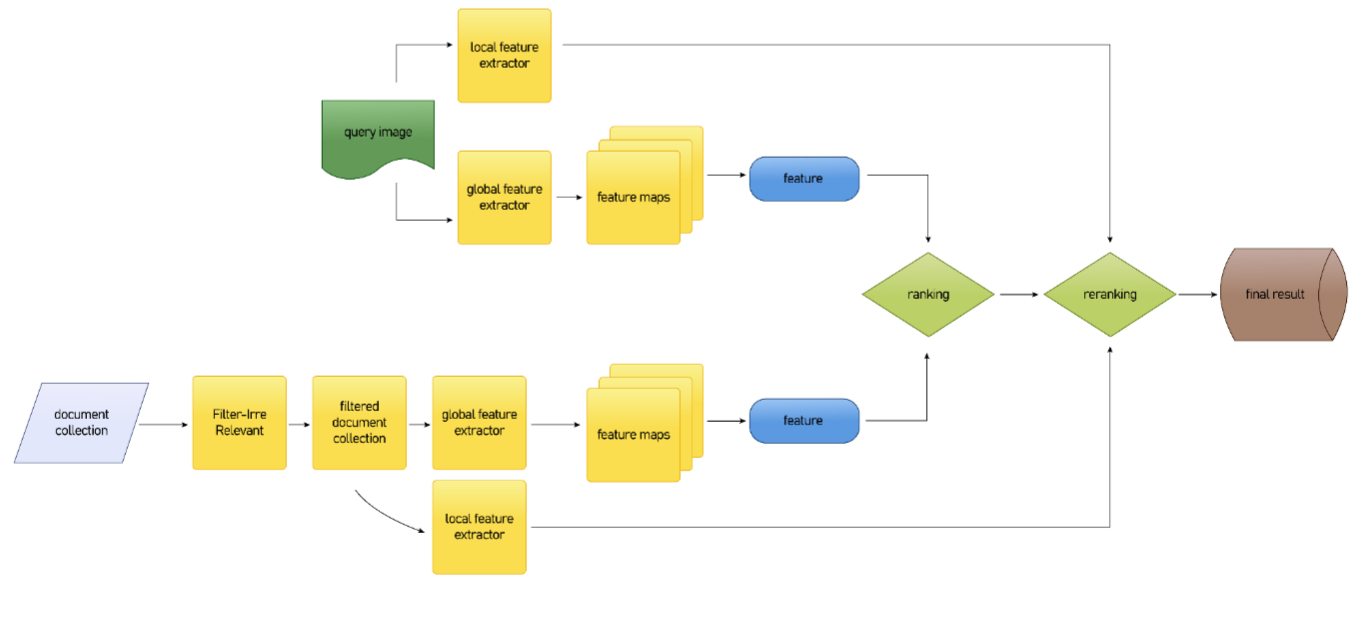 local feature
extractor
query image
global feature
extractor
feature maps
feature
ranking
reranking
final result
document
collection
Filter-Irre
Relevant
filtered
document
collection
global feature
extractor
feature maps
feature
local feature
extractor